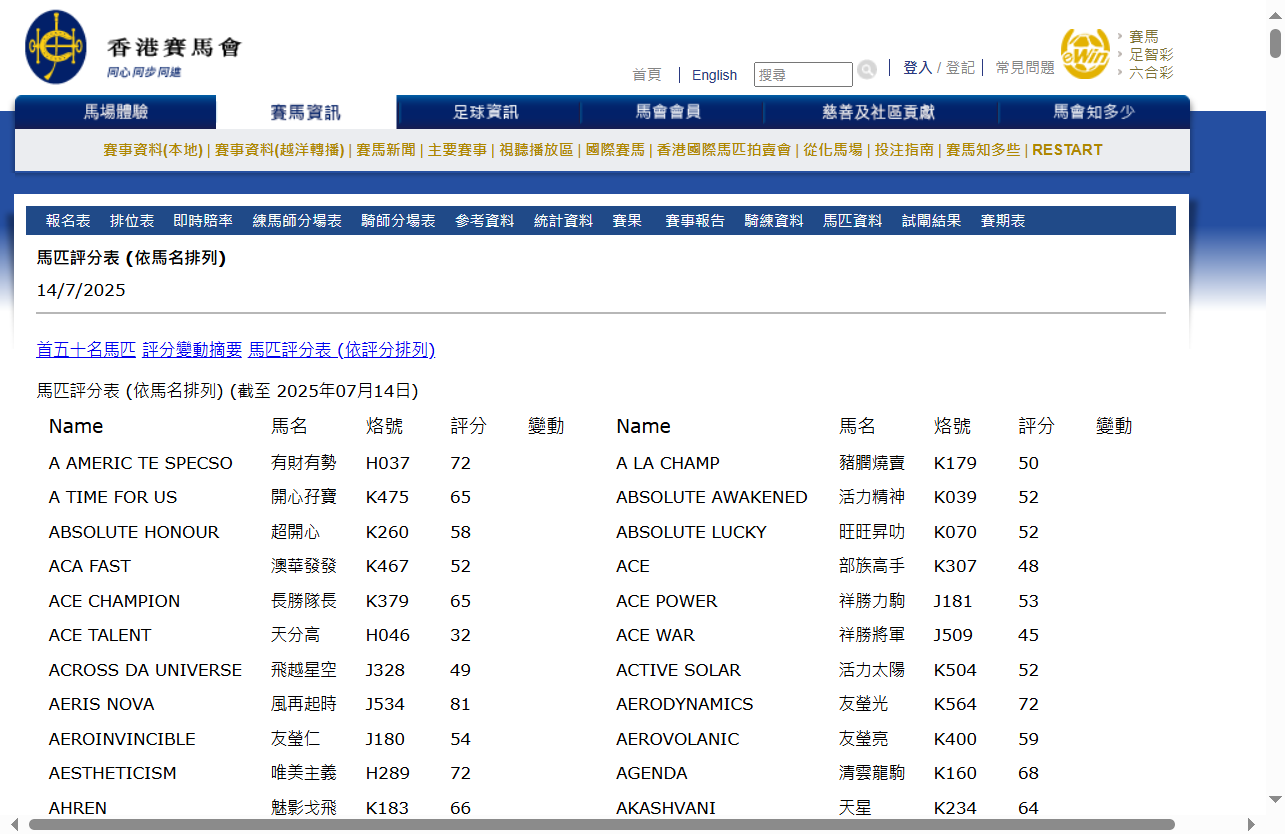 香港賽馬會
同心同步同進
首頁 | English 搜尋 | 登入 / 登記 | 常見問題
eWin
賽馬
足智彩
六合彩
馬場體驗 賽馬資訊 足球資訊 馬會會員 慈善及社區貢獻 馬會知多少
賽事資料(本地) | 賽事資料(越洋轉播) | 賽馬新聞 | 主要賽事 | 視聽播放區 | 國際賽馬 | 香港國際馬匹拍賣會 | 從化馬場 | 投注指南 | 賽馬知多些 | RESTART
報名表 排位表 即時賠率 練馬師分場表 騎師分場表 參考資料 統計資料 賽果 賽事報告 騎練資料 馬匹資料 試閘結果 賽期表
馬匹評分表 (依馬名排列)
14/7/2025
首五十名馬匹 評分變動摘要 馬匹評分表 (依評分排列)
馬匹評分表 (依馬名排列) (截至 2025年07月14日)
Name 馬名 烙號 評分 變動 Name 馬名 烙號 評分 變動
A AMERIC TE SPECSO 有財有勢 H037 72 A LA CHAMP 豬膶燒賣 K179 50
A TIME FOR US 開心孖寶 K475 65 ABSOLUTE AWAKENED 活力精神 K039 52
ABSOLUTE HONOUR 超開心 K260 58 ABSOLUTE LUCKY 旺旺昇叻 K070 52
ACA FAST 澳華發發 K467 52 ACE 部族高手 K307 48
ACE CHAMPION 長勝隊長 K379 65 ACE POWER 祥勝力駒 J181 53
ACE TALENT 天分高 H046 32 ACE WAR 祥勝將軍 J509 45
ACROSS DA UNIVERSE 飛越星空 J328 49 ACTIVE SOLAR 活力太陽 K504 52
AERIS NOVA 風再起時 J534 81 AERODYNAMICS 友瑩光 K564 72
AEROINVINCIBLE 友瑩仁 J180 54 AEROVOLANIC 友瑩亮 K400 59
AESTHETICISM 唯美主義 H289 72 AGENDA 清雲龍駒 K160 68
AHREN 魅影戈飛 K183 66 AKASHVANI 天星 K234 64